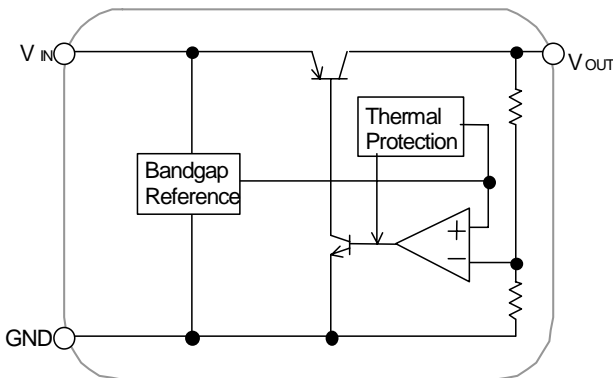 V IN
V OUT
Thermal
Protection
Bandgap
Reference
+
−
GND